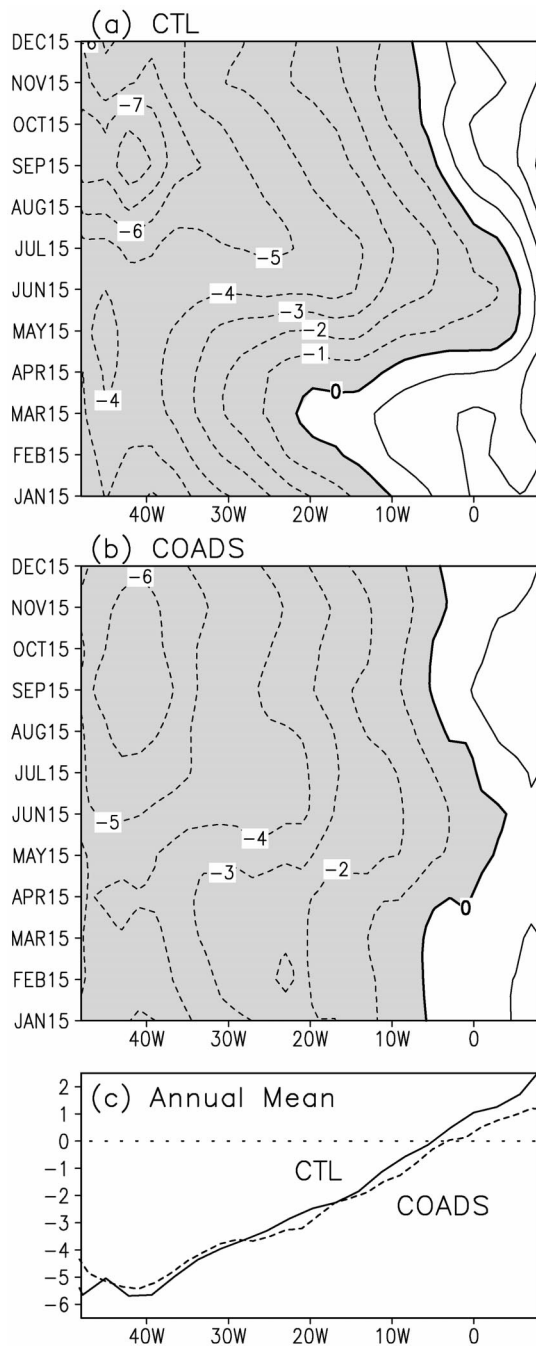 (a) CTL
DEC15
NOV15
OCT15
SEP15
AUG15
JUL15
JUN15
MAY15
APR15
MAR15
FEB15
JAN15
-7
-6
-5
-4
-3
-2
-1
0
-4
40W 30W 20W 10W 0
(b) COADS
DEC15
NOV15
OCT15
SEP15
AUG15
JUL15
JUN15
MAY15
APR15
MAR15
FEB15
JAN15
-6
-5
-4
-3
-2
0
40W 30W 20W 10W 0
(c) Annual Mean
2
1
0
-1
-2
-3
-4
-5
-6
CTL
COADS
40W 30W 20W 10W 0